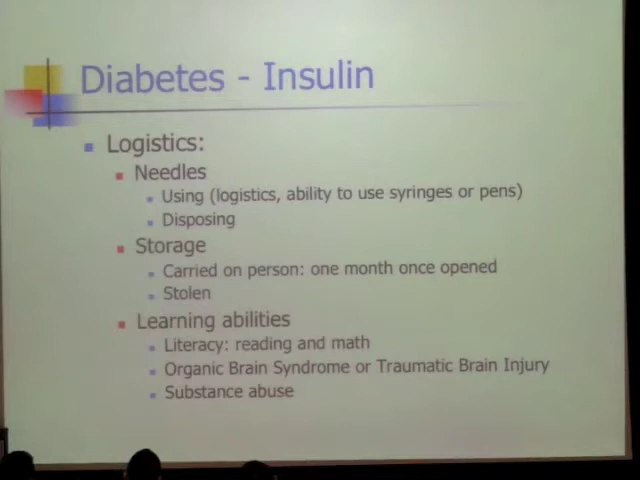 Diabetes - Insulin
Logistics:
Needles
Using (logistics, ability to use syringes or pens)
Disposing
Storage
Carried on person: one month once opened
Stolen
Learning abilities
Literacy: reading and math
Organic Brain Syndrome or Traumatic Brain Injury
Substance abuse